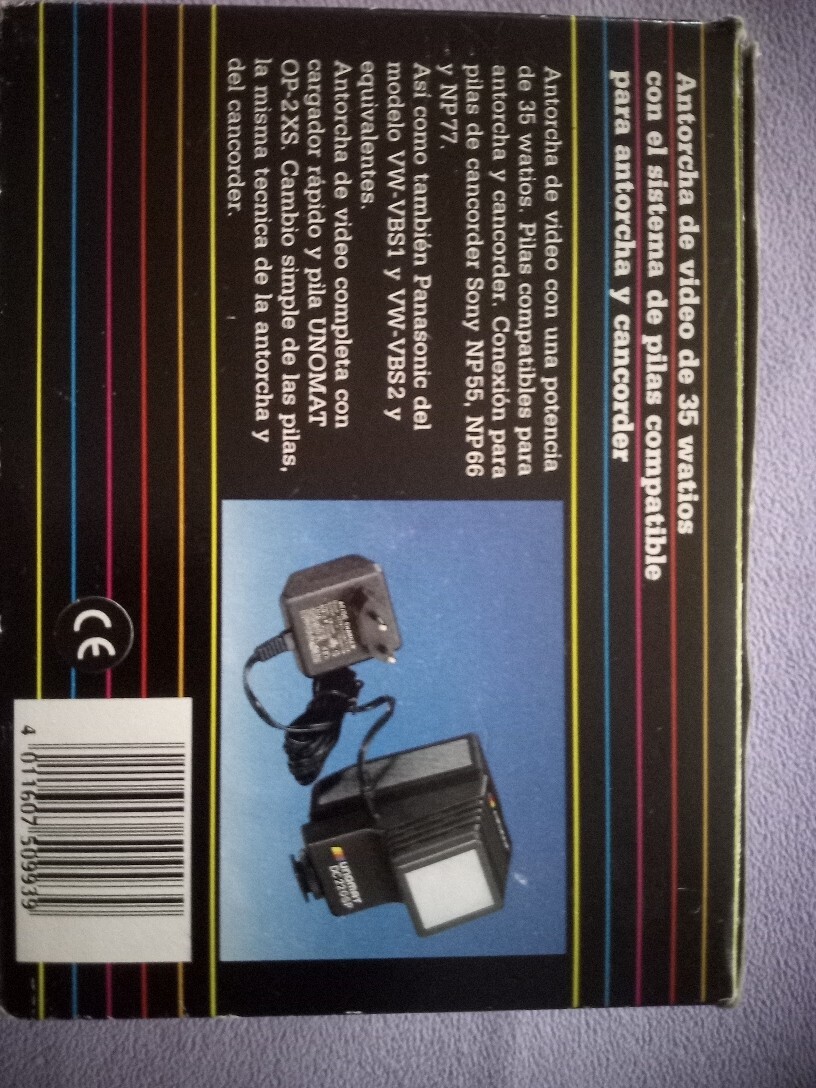 Antorcha de video de 35 watios
con el sistema de pilas compatible
para antorcha y cancorder
Antorcha de video con una potencia
de 35 watios. Pilas compatibles para
antorcha y cancorder. Conexión para
pilas de cancorder Sony NP55, NP66
y NP77.
Así como también Panasonic del
modelo VW-VBS1 y VW-VBS2 y
equivalentes.
Antorcha de video completa con
cargador rápido y pila UNOMAT
OP-2XS. Cambio simple de las pilas,
la misma tecnica de la antorcha y
del cancorder.
UNOMAT
CE
4 011607 509939